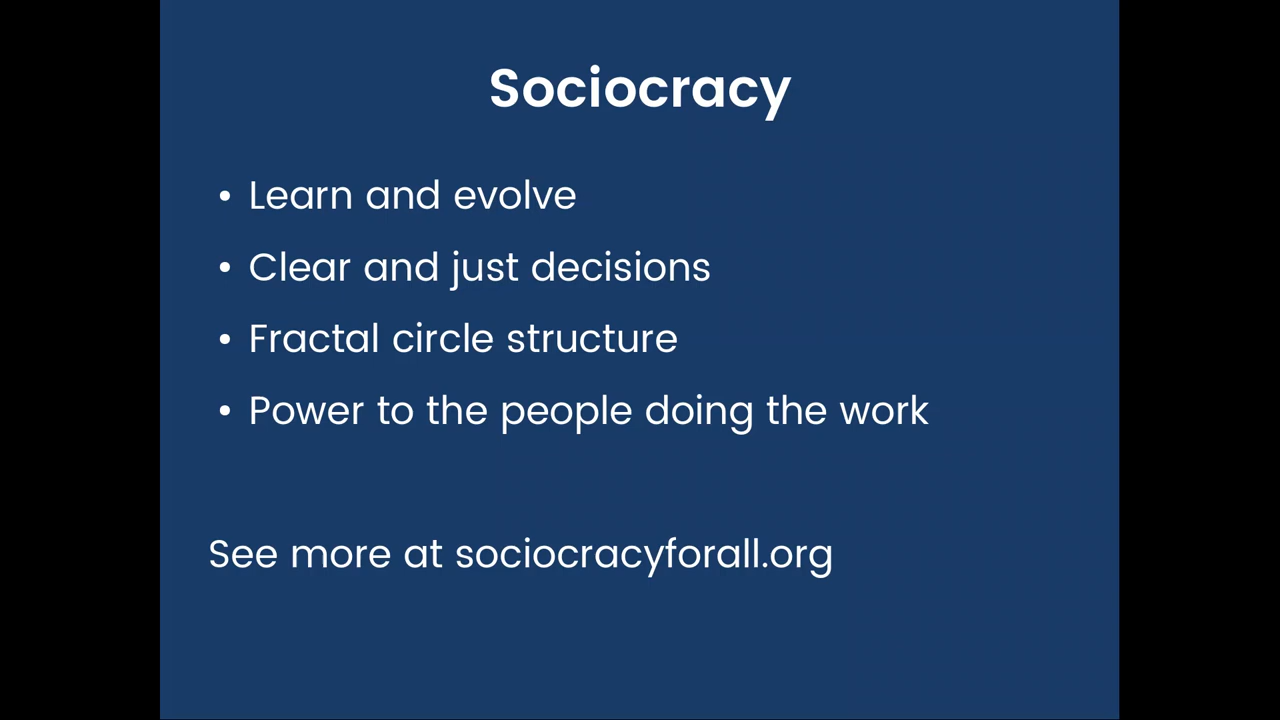 Sociocracy
• Learn and evolve
• Clear and just decisions
• Fractal circle structure
• Power to the people doing the work
See more at sociocracyforall.org